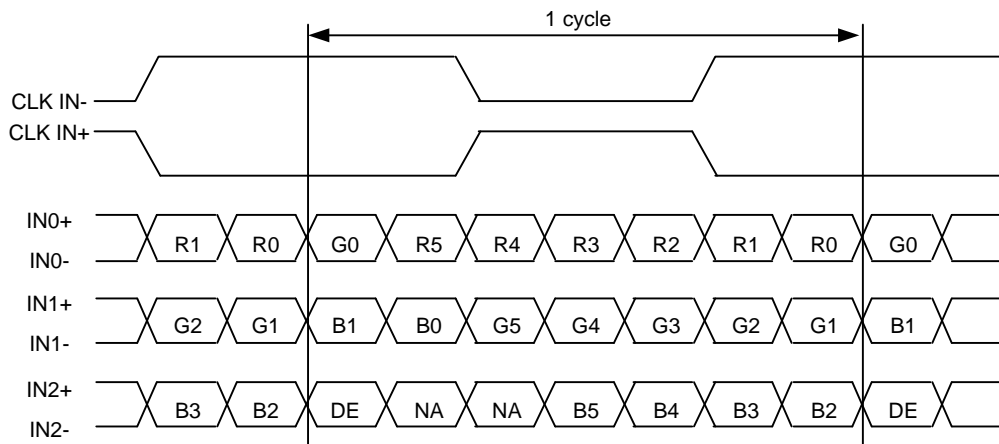 1 cycle
CLK IN-
CLK IN+
IN0+
R1 R0 G0 R5 R4 R3 R2 R1 R0 G0
IN0-
IN1+
G2 G1 B1 B0 G5 G4 G3 G2 G1 B1
IN1-
IN2+
B3 B2 DE NA NA B5 B4 B3 B2 DE
IN2-